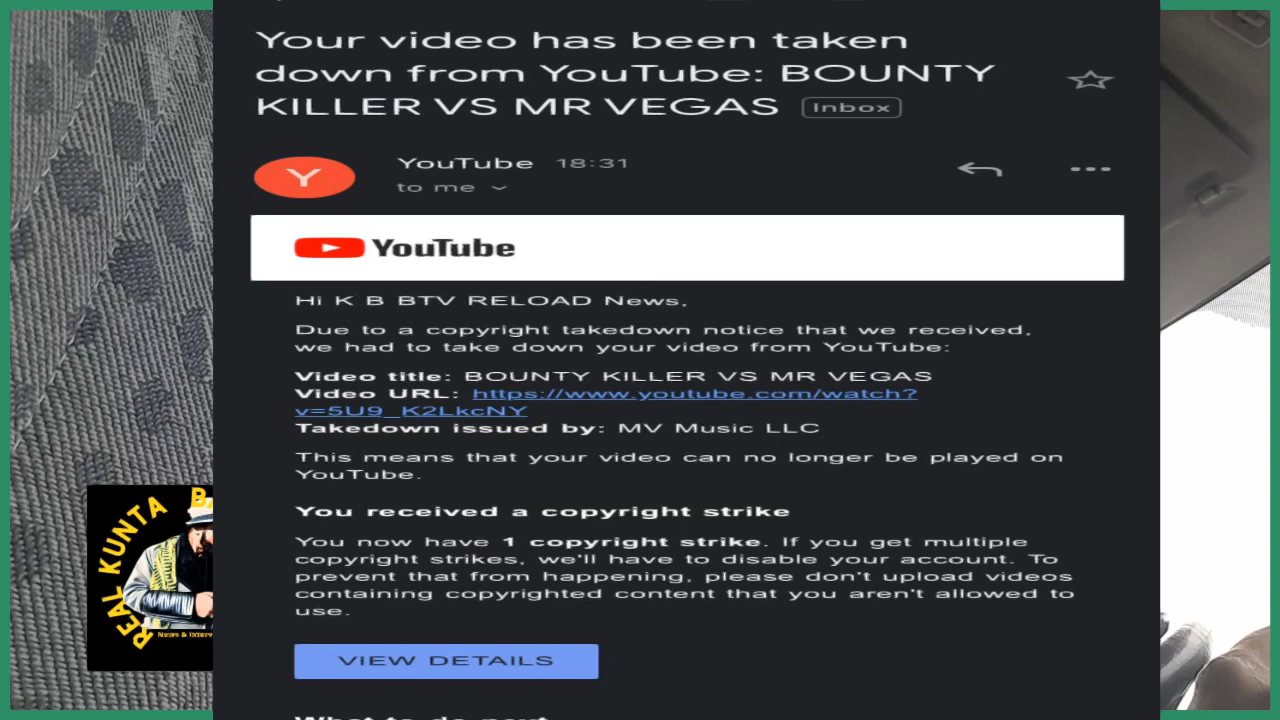 Your video has been taken
down from YouTube: BOUNTY
KILLER VS MR VEGAS Inbox
Y
YouTube 18:31
to me
YouTube
Hi K B BTV RELOAD News,
Due to a copyright takedown notice that we received,
we had to take down your video from YouTube:
Video title: BOUNTY KILLER VS MR VEGAS
Video URL: https://www.youtube.com/watch?
v=5U9_K2LkcNY
Takedown issued by: MV Music LLC
This means that your video can no longer be played on
YouTube.
You received a copyright strike
You now have 1 copyright strike. If you get multiple
copyright strikes, we'll have to disable your account. To
prevent that from happening, please don't upload videos
containing copyrighted content that you aren't allowed to
use.
VIEW DETAILS
REAL KUNTA
News &